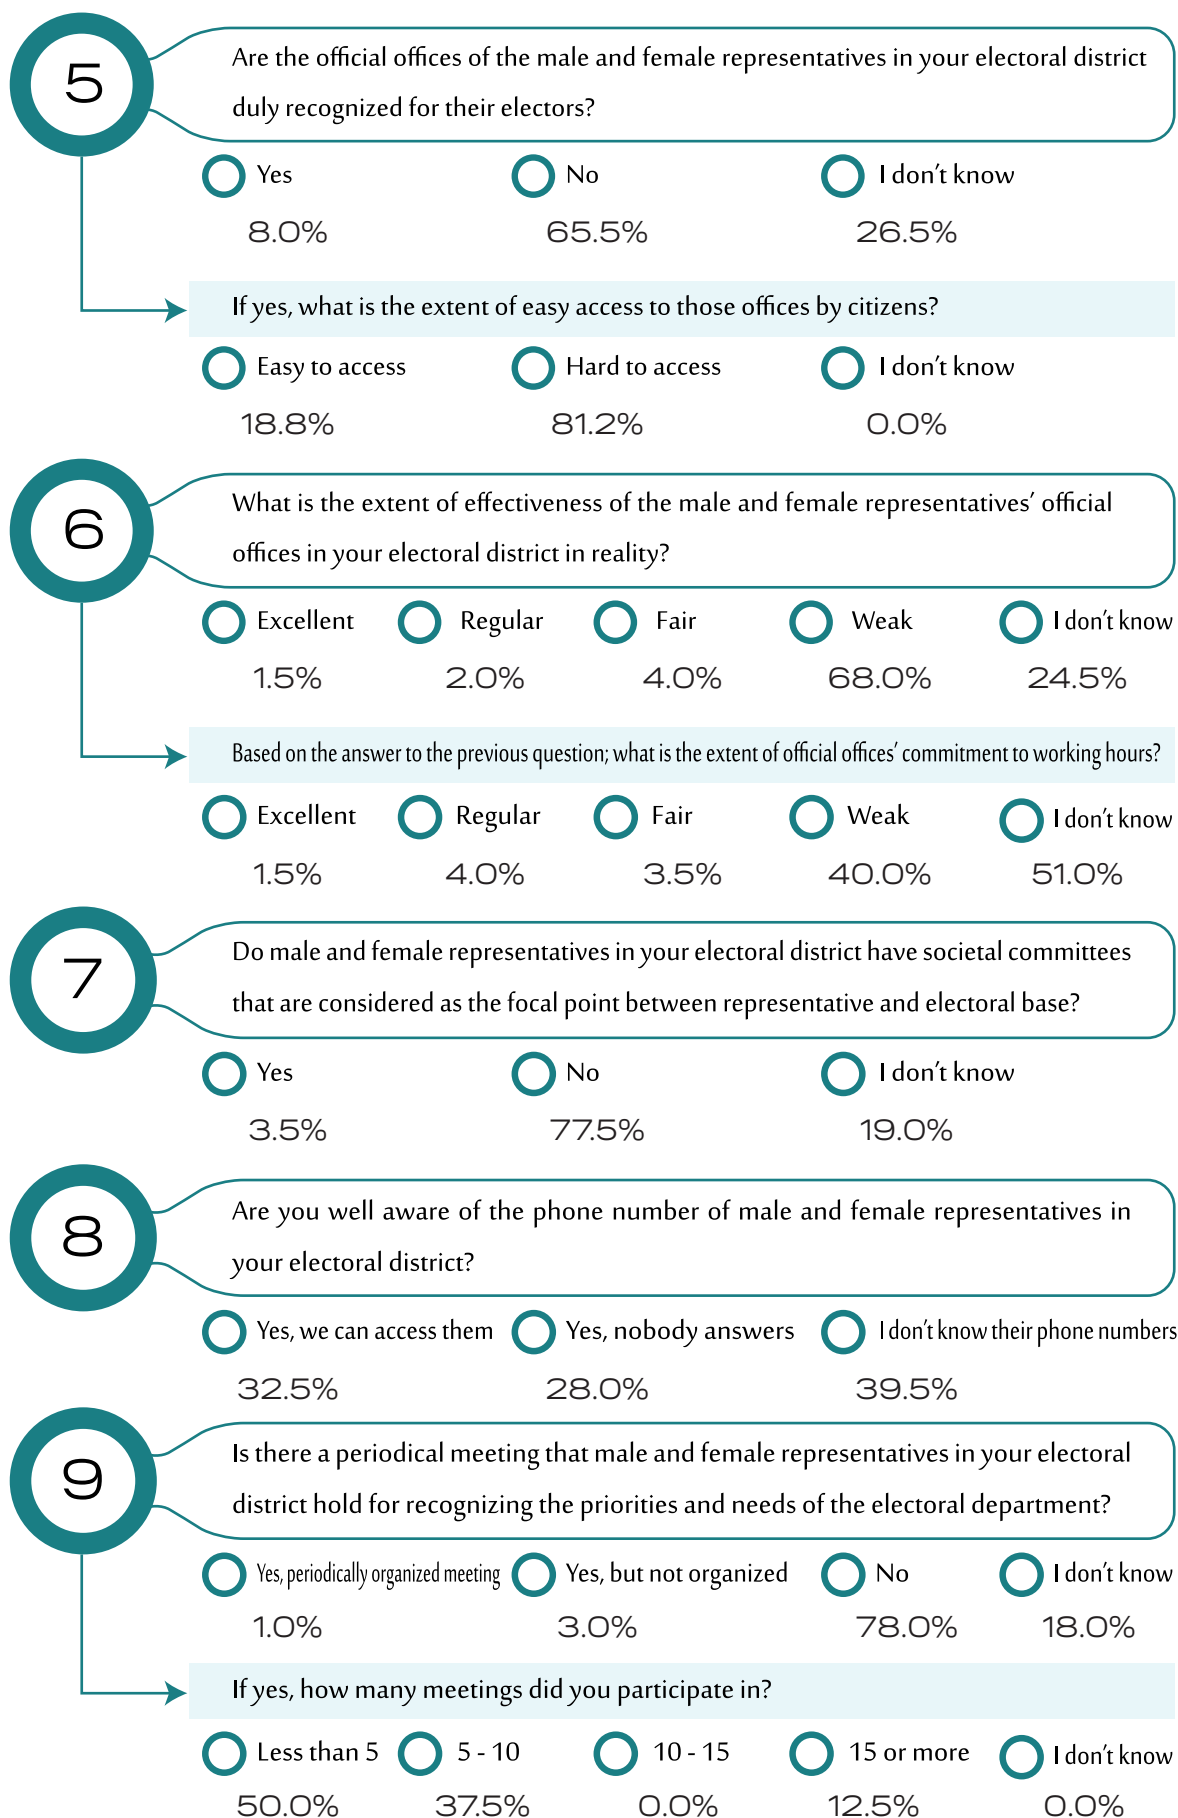 5
Are the official offices of the male and female representatives in your electoral district
duly recognized for their electors?
Yes No I don't know
8.0% 65.5% 26.5%
If yes, what is the extent of easy access to those offices by citizens?
Easy to access Hard to access I don't know
18.8% 81.2% 0.0%
6
What is the extent of effectiveness of the male and female representatives' official
offices in your electoral district in reality?
Excellent Regular Fair Weak I don't know
1.5% 2.0% 4.0% 68.0% 24.5%
Based on the answer to the previous question; what is the extent of official offices' commitment to working hours?
Excellent Regular Fair Weak I don't know
1.5% 4.0% 3.5% 40.0% 51.0%
7
Do male and female representatives in your electoral district have societal committees
that are considered as the focal point between representative and electoral base?
Yes No I don't know
3.5% 77.5% 19.0%
8
Are you well aware of the phone number of male and female representatives in
your electoral district?
Yes, we can access them Yes, nobody answers I don't know their phone numbers
32.5% 28.0% 39.5%
9
Is there a periodical meeting that male and female representatives in your electoral
district hold for recognizing the priorities and needs of the electoral department?
Yes, periodically organized meeting Yes, but not organized No I don't know
1.0% 3.0% 78.0% 18.0%
If yes, how many meetings did you participate in?
Less than 5 5 - 10 10 - 15 15 or more I don't know
50.0% 37.5% 0.0% 12.5% 0.0%